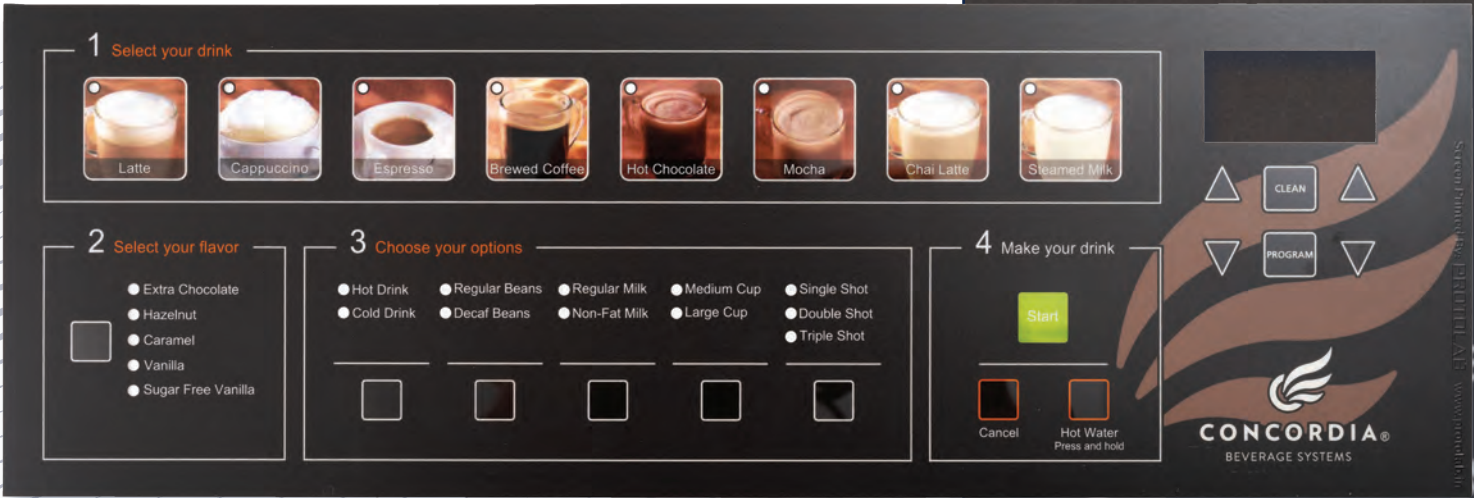 1 Select your drink
Latte
Cappuccino
Espresso
Brewed Coffee
Hot Chocolate
Mocha
Chai Latte
Steamed Milk
2 Select your flavor
Extra Chocolate
Hazelnut
Caramel
Vanilla
Sugar Free Vanilla
3 Choose your options
Hot Drink
Cold Drink
Regular Beans
Decaf Beans
Regular Milk
Non-Fat Milk
Medium Cup
Large Cup
Single Shot
Double Shot
Triple Shot
4 Make your drink
Start
Cancel
Hot Water
Press and hold
CLEAN
PROGRAM
CONCORDIA®
BEVERAGE SYSTEMS